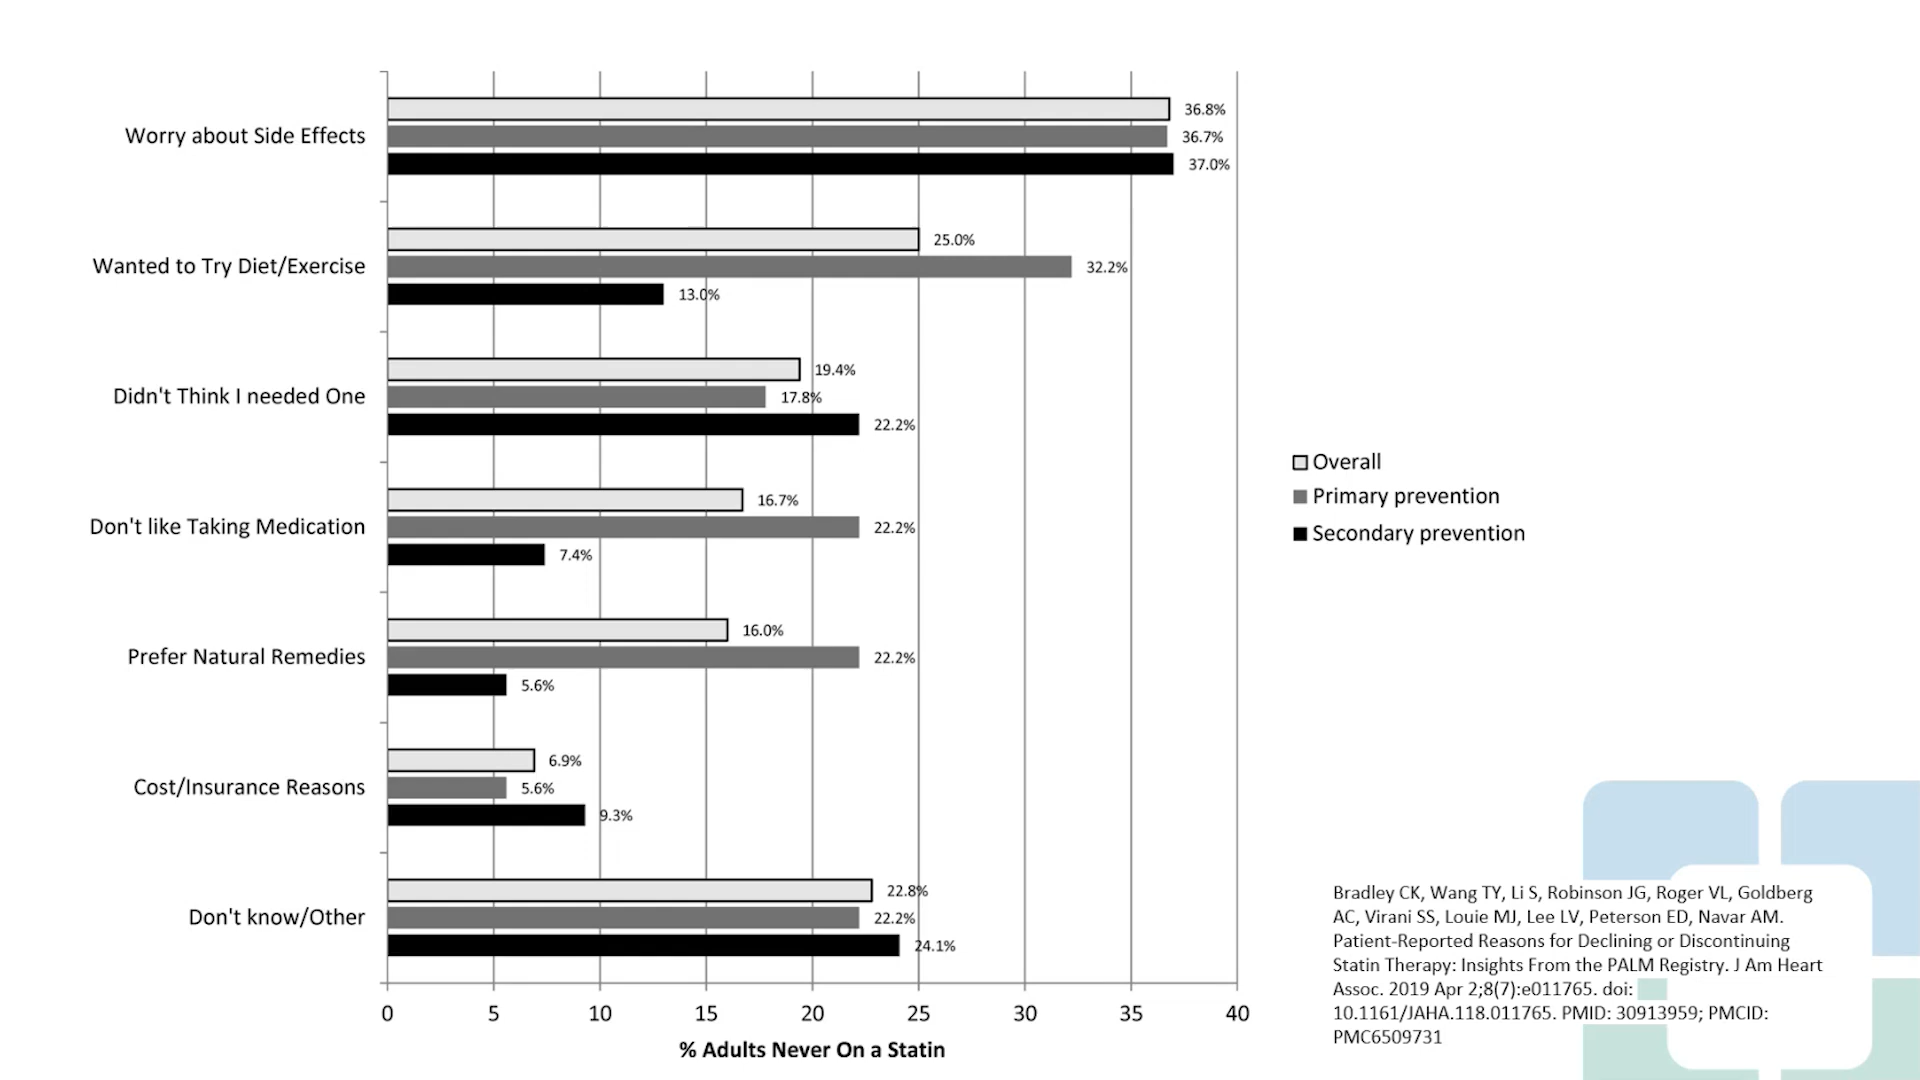 Worry about Side Effects
36.8%
36.7%
37.0%
Wanted to Try Diet/Exercise
25.0%
32.2%
13.0%
Didn't Think I needed One
19.4%
17.8%
22.2%
Don't like Taking Medication
16.7%
22.2%
7.4%
Prefer Natural Remedies
16.0%
22.2%
5.6%
Cost/Insurance Reasons
6.9%
5.6%
9.3%
Don't know/Other
22.8%
22.2%
24.1%
0 5 10 15 20 25 30 35 40
% Adults Never On a Statin
Overall
Primary prevention
Secondary prevention
Bradley CK, Wang TY, Li S, Robinson JG, Roger VL, Goldberg
AC, Virani SS, Louie MJ, Lee LV, Peterson ED, Navar AM.
Patient-Reported Reasons for Declining or Discontinuing
Statin Therapy: Insights From the PALM Registry. J Am Heart
Assoc. 2019 Apr 2;8(7):e011765. doi:
10.1161/JAHA.118.011765. PMID: 30913959; PMCID:
PMC6509731